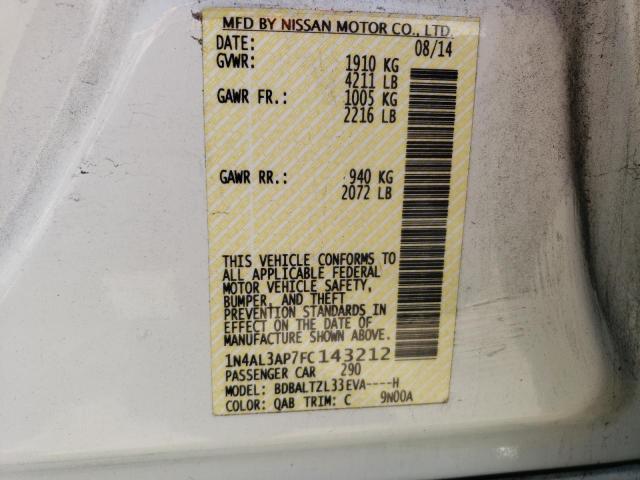 MFD BY NISSAN MOTOR CO., LTD.
DATE: 08/14
GVWR: 1910 KG
4211 LB
GAWR FR.: 1005 KG
2216 LB
GAWR RR.: 940 KG
2072 LB
THIS VEHICLE CONFORMS TO
ALL APPLICABLE FEDERAL
MOTOR VEHICLE SAFETY,
BUMPER, AND THEFT
PREVENTION STANDARDS IN
EFFECT ON THE DATE OF
MANUFACTURE SHOWN ABOVE.
1N4AL3AP7FC143212
PASSENGER CAR 290
MODEL: BDBALTZL33EVA----H
COLOR: QAB TRIM: C 9N00A